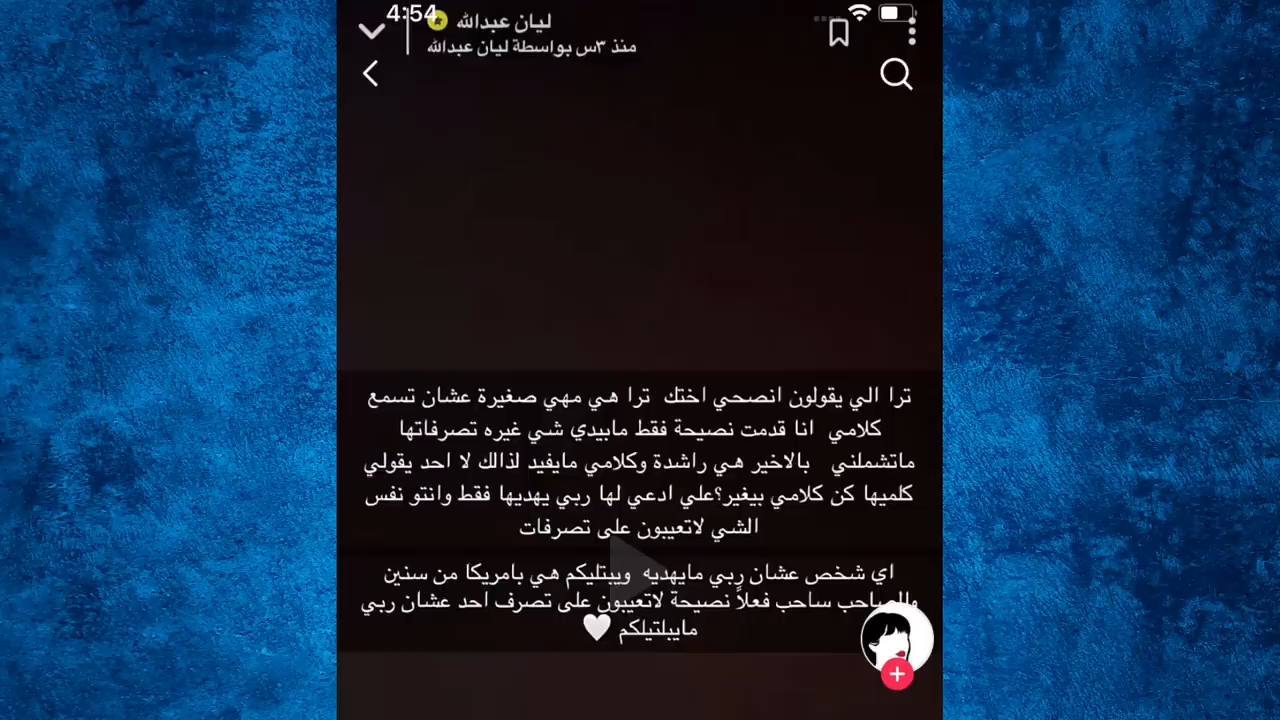 4:54
ليان عبدالله
منذ ٣س بواسطة ليان عبدالله
ترا الي يقولون انصحي اختك ترا هي مهي صغيرة عشان تسمع
كلامي انا قدمت نصيحة فقط مابيدي شي غيره تصرفاتها
ماتشملني بالاخير هي راشدة وكلامي مايفيد لذالك لا احد يقولي
كلميها كن كلامي بيغير؟علي ادعي لها ربي يهديها فقط وانتو نفس
الشي لاتعيبون على تصرفات
اي شخص عشان ربي مايهديه ويبتليكم هي بامريكا من سنين
والصاحب ساحب فعلاً نصيحة لاتعيبون على تصرف احد عشان ربي
مايبلتيلكم